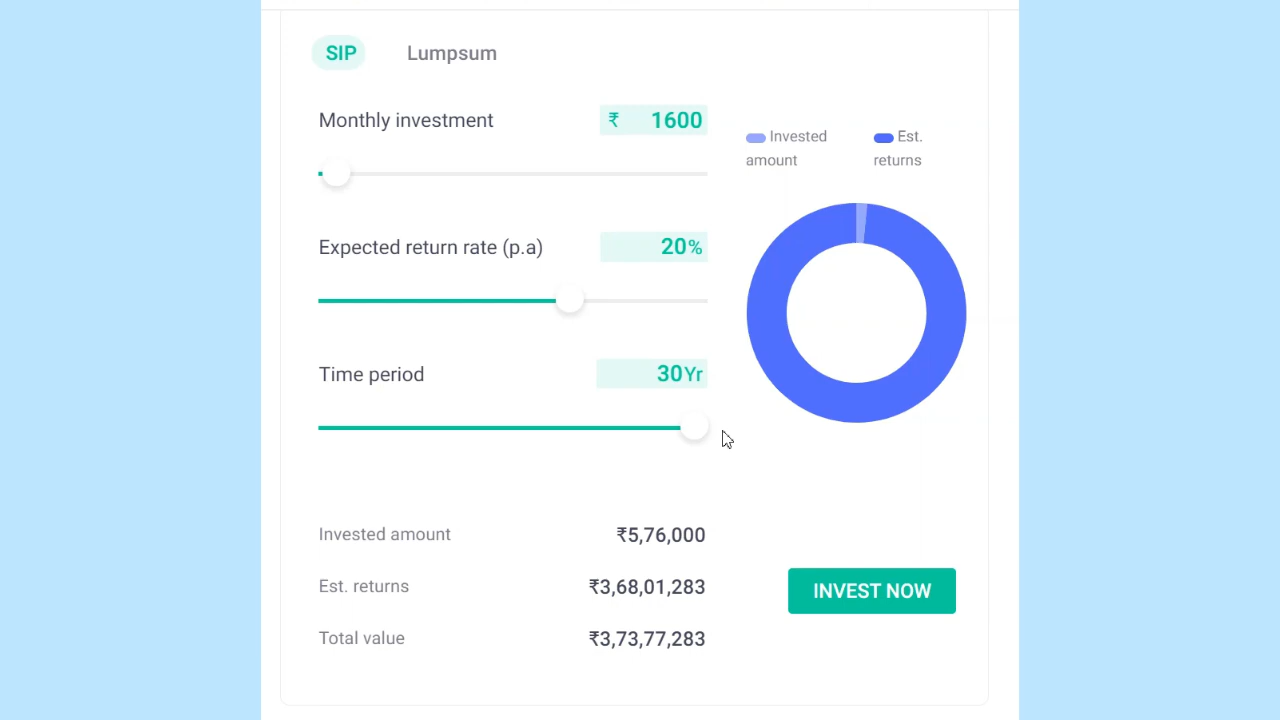 SIP Lumpsum
Monthly investment ₹ 1600
Invested amount
Est. returns
Expected return rate (p.a) 20%
Time period 30Yr
Invested amount ₹5,76,000
Est. returns ₹3,68,01,283
Total value ₹3,73,77,283
INVEST NOW